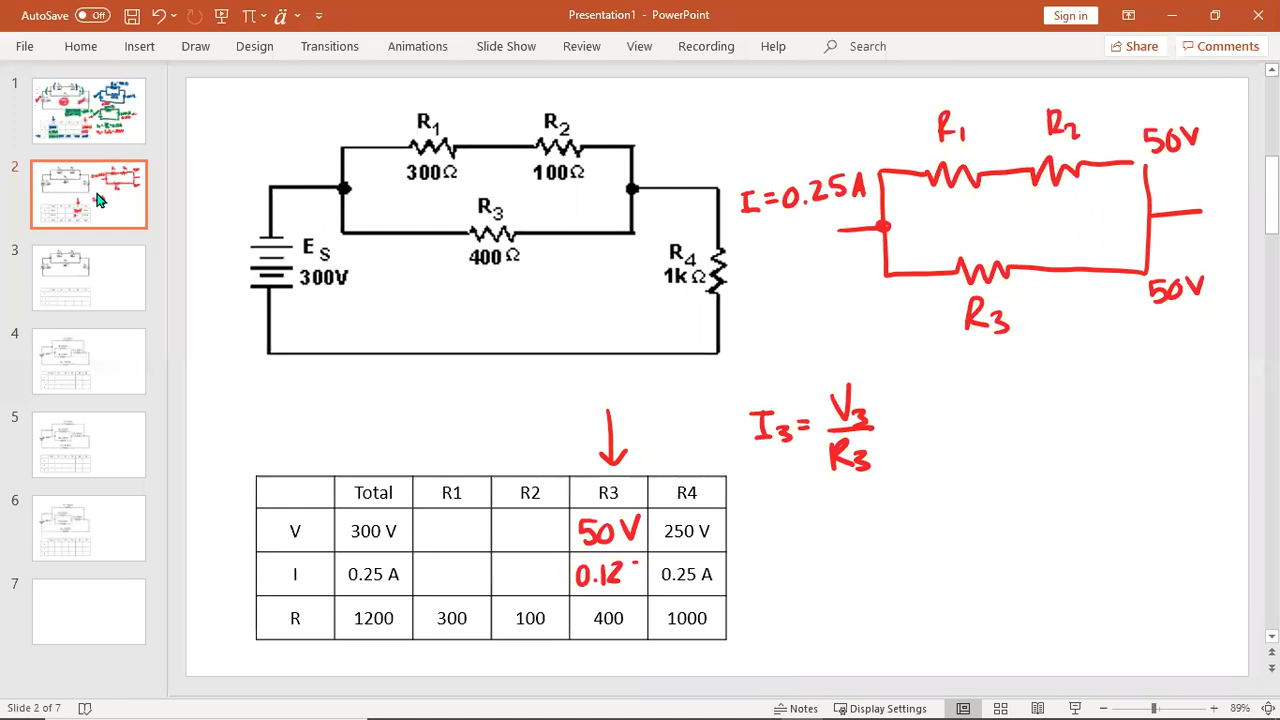 AutoSave Off
Presentation1 - PowerPoint
Sign in
File Home Insert Draw Design Transitions Animations Slide Show Review View Recording Help Search
Share Comments
1
2
3
4
5
6
7
R1
300Ω
R2
100Ω
R3
400Ω
ES
300V
R4
1kΩ
I=0.25A
R1
R2
50V
R3
50V
I3 = V3
R3
Total R1 R2 R3 R4
V 300 V 50V 250 V
I 0.25 A 0.12 0.25 A
R 1200 300 100 400 1000
Slide 2 of 7
Notes Display Settings 89%